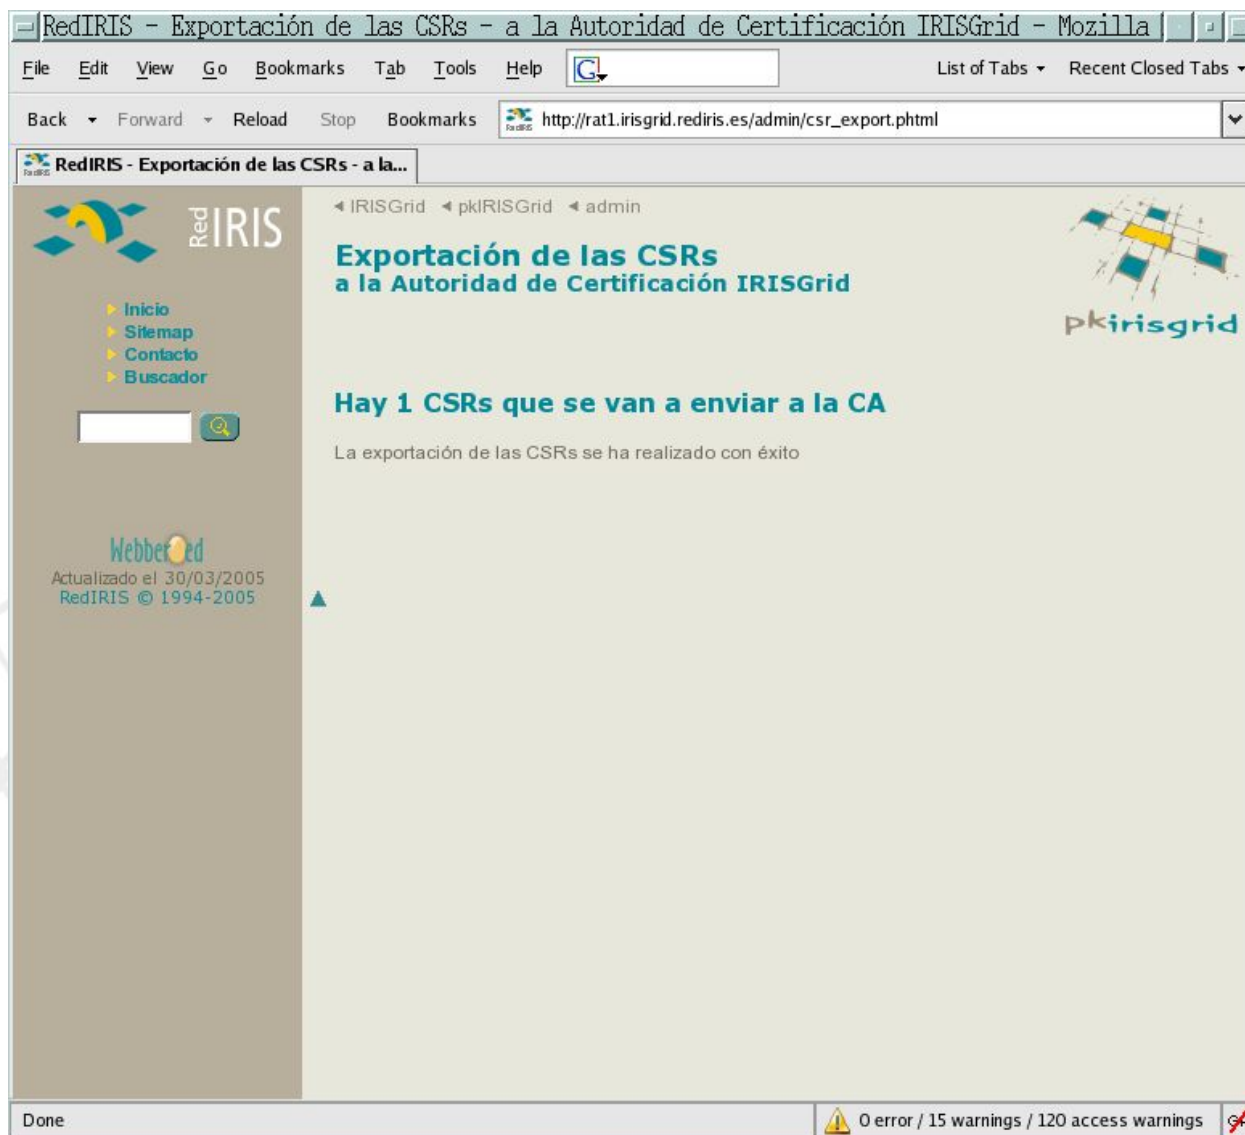 RedIRIS - Exportación de las CSRs - a la Autoridad de Certificación IRISGrid - Mozilla
File Edit View Go Bookmarks Tab Tools Help G List of Tabs Recent Closed Tabs
Back Forward Reload Stop Bookmarks RedIRIS http://rat1.irisgrid.rediris.es/admin/csr_export.phtml
RedIRIS RedIRIS - Exportación de las CSRs - a la...
Red IRIS
Inicio
Sitemap
Contacto
Buscador
Webbered
Actualizado el 30/03/2005
RedIRIS © 1994-2005
IRISGrid pkIRISGrid admin
Exportación de las CSRs
a la Autoridad de Certificación IRISGrid
pkirisgrid
Hay 1 CSRs que se van a enviar a la CA
La exportación de las CSRs se ha realizado con éxito
Done 0 error / 15 warnings / 120 access warnings